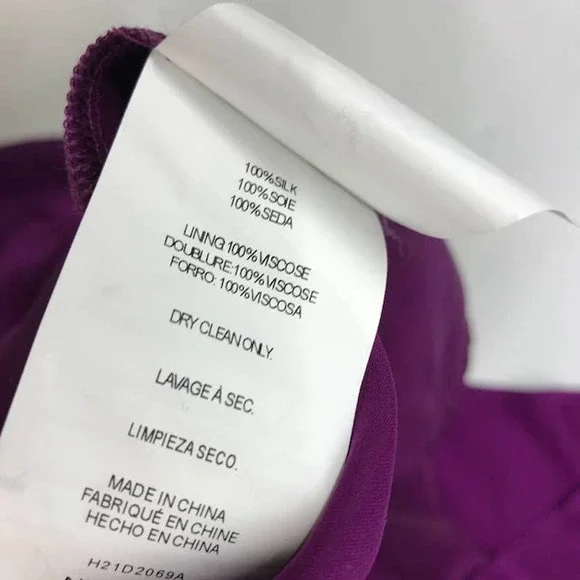 100%SILK
100%SOIE
100%SEDA
LINING:100%VISCOSE
DOUBLURE:100%VISCOSE
FORRO: 100%VISCOSA
DRY CLEAN ONLY.
LAVAGE À SEC.
LIMPIEZA SECO.
MADE IN CHINA
FABRIQUÉ EN CHINE
HECHO EN CHINA
H21D2069A